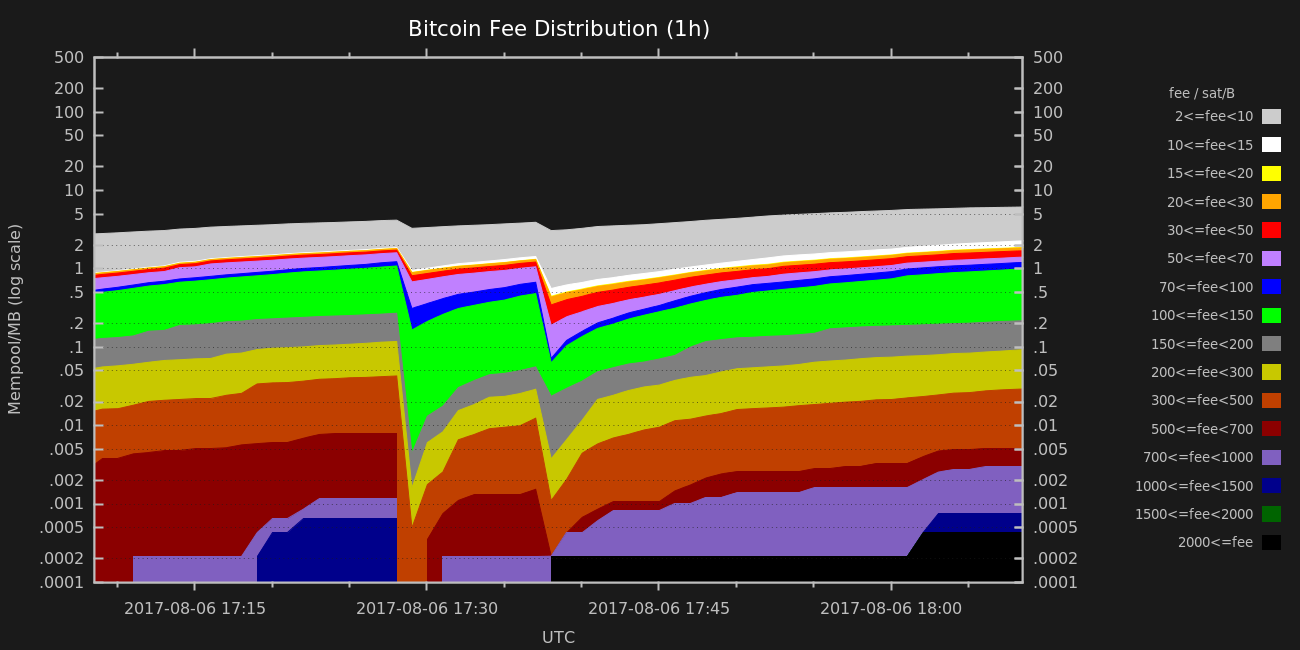 Bitcoin Fee Distribution (1h)
Mempool/MB (log scale)
500
200
100
50
20
10
5
2
1
.5
.2
.1
.05
.02
.01
.005
.002
.001
.0005
.0002
.0001
500
200
100
50
20
10
5
2
1
.5
.2
.1
.05
.02
.01
.005
.002
.001
.0005
.0002
.0001
fee / sat/B
2<=fee<10
10<=fee<15
15<=fee<20
20<=fee<30
30<=fee<50
50<=fee<70
70<=fee<100
100<=fee<150
150<=fee<200
200<=fee<300
300<=fee<500
500<=fee<700
700<=fee<1000
1000<=fee<1500
1500<=fee<2000
2000<=fee
2017-08-06 17:15 2017-08-06 17:30 2017-08-06 17:45 2017-08-06 18:00
UTC